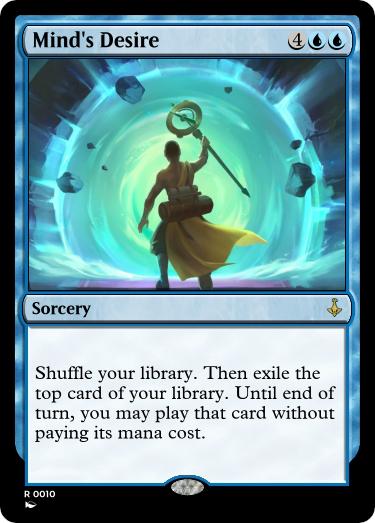 Mind's Desire 4
Sorcery
Shuffle your library. Then exile the
top card of your library. Until end of
turn, you may play that card without
paying its mana cost.
R 0010